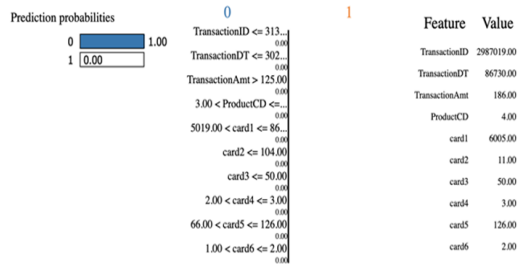 Prediction probabilities
0 1.00
1 0.00
0 1
TransactionID <= 313...
0.00
TransactionDT <= 302...
0.00
TransactionAmt > 125.00
0.00
3.00 < ProductCD <=...
0.00
5019.00 < card1 <= 86...
0.00
card2 <= 104.00
0.00
card3 <= 50.00
0.00
2.00 < card4 <= 3.00
0.00
66.00 < card5 <= 126.00
0.00
1.00 < card6 <= 2.00
0.00
Feature Value
TransactionID 2987019.00
TransactionDT 86730.00
TransactionAmt 186.00
ProductCD 4.00
card1 6005.00
card2 11.00
card3 50.00
card4 3.00
card5 126.00
card6 2.00